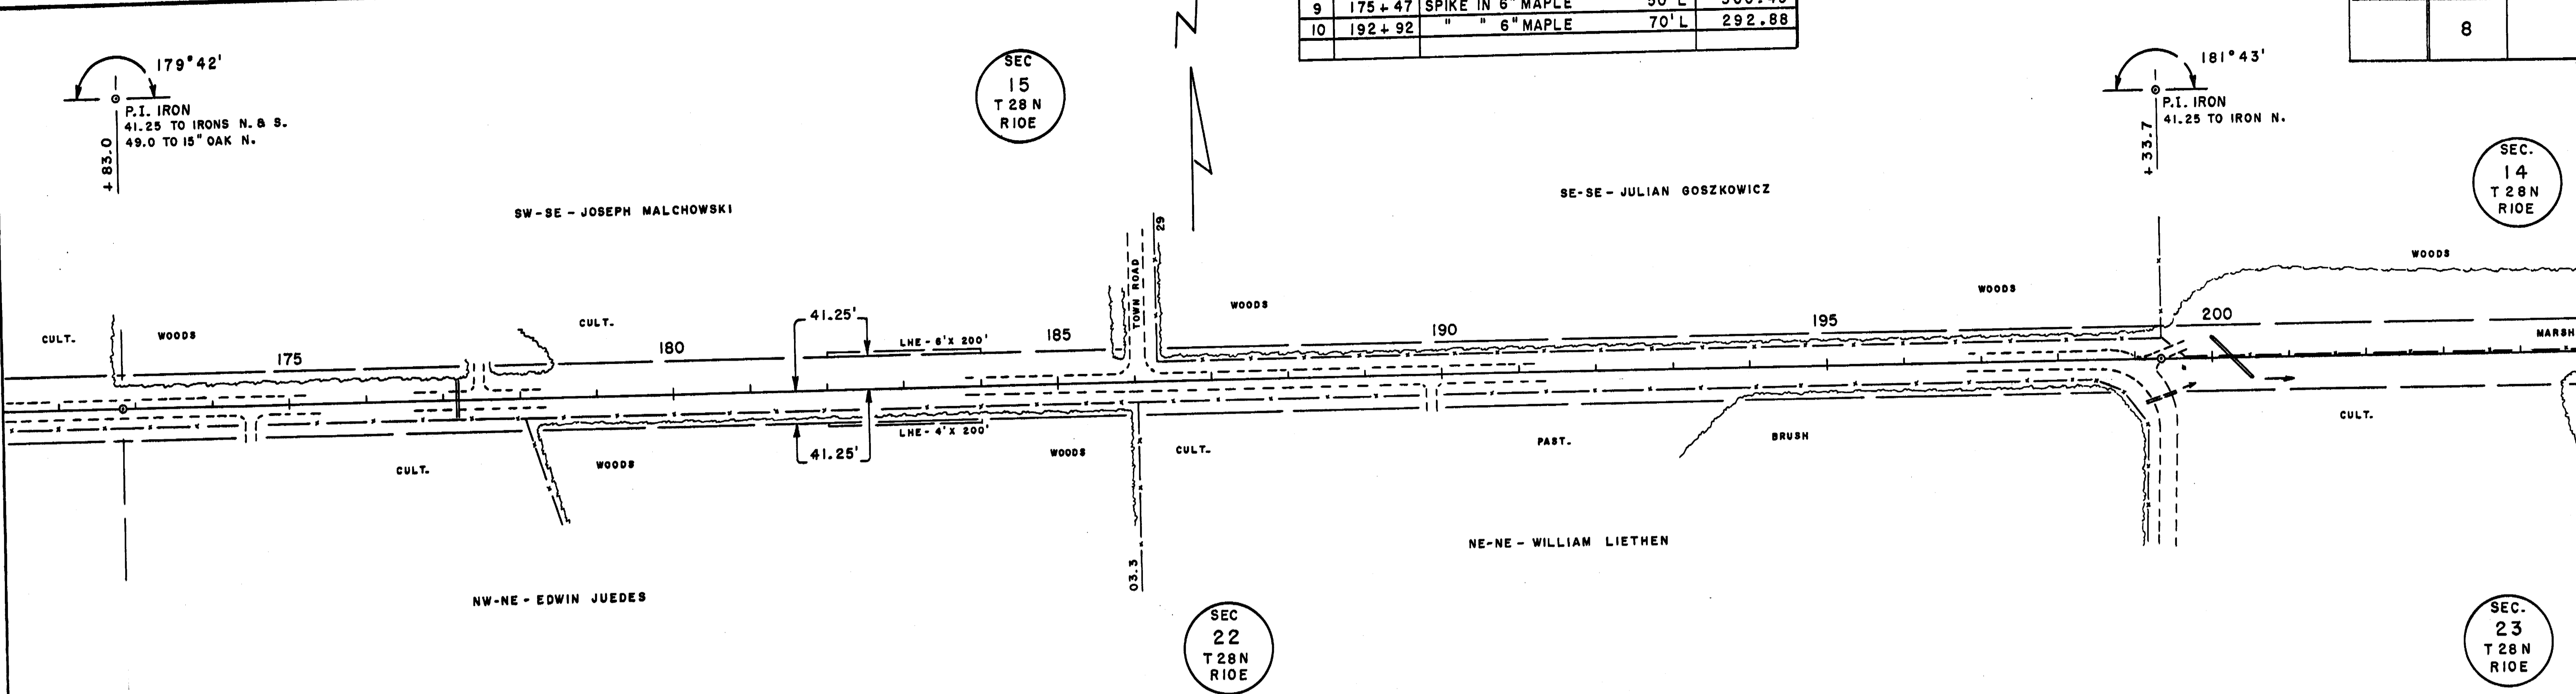 9 175+47 SPIKE IN 6" MAPLE 50'L
10 192+92 " " 6" MAPLE 70'L 292.88
8
179°42'
P.I. IRON
41.25 TO IRONS N. & S.
49.0 TO 15" OAK N.
+83.0
SEC
15
T 28 N
R10E
181°43'
P.I. IRON
41.25 TO IRON N.
+33.7
SEC.
14
T 28 N
R10E
SW-SE-JOSEPH MALCHOWSKI
SE-SE-JULIAN GOSZKOWICZ
29
TOWN ROAD
WOODS
WOODS
WOODS
CULT.
WOODS
CULT.
41.25'
LHE-6'X 200'
175
180
185
190
195
200
MARSH
LHE-4'X 200'
41.25'
CULT.
WOODS
WOODS
CULT.
PAST.
BRUSH
CULT.
03.3
NE-NE-WILLIAM LIETHEN
NW-NE-EDWIN JUEDES
SEC
22
T 28 N
R10E
SEC.
23
T 28 N
R10E